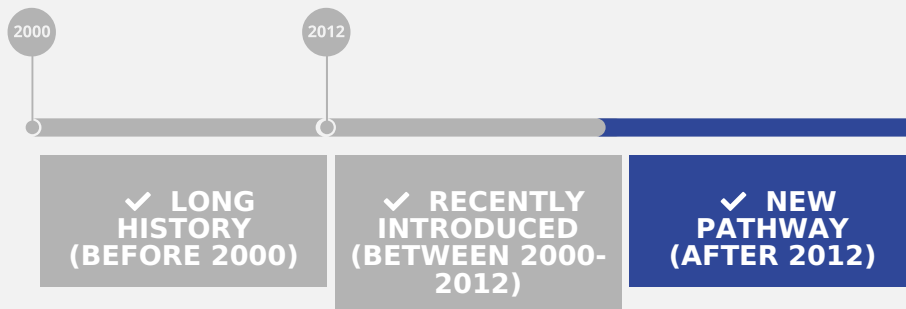 2000
2012
✓ LONG
HISTORY
(BEFORE 2000)
✓ RECENTLY
INTRODUCED
(BETWEEN 2000-
2012)
✓ NEW
PATHWAY
(AFTER 2012)